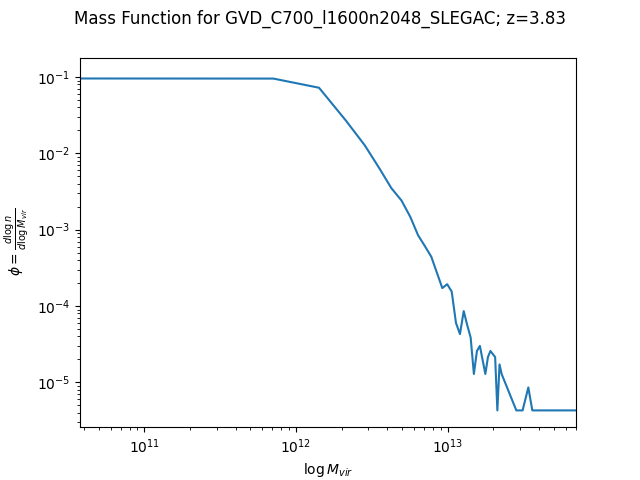 Mass Function for GVD_C700_l1600n2048_SLEGAC; z=3.83
10⁻¹
10⁻²
10⁻³
10⁻⁴
10⁻⁵
ϕ = d log n / d log M_vir
10¹¹ 10¹² 10¹³
log M_vir